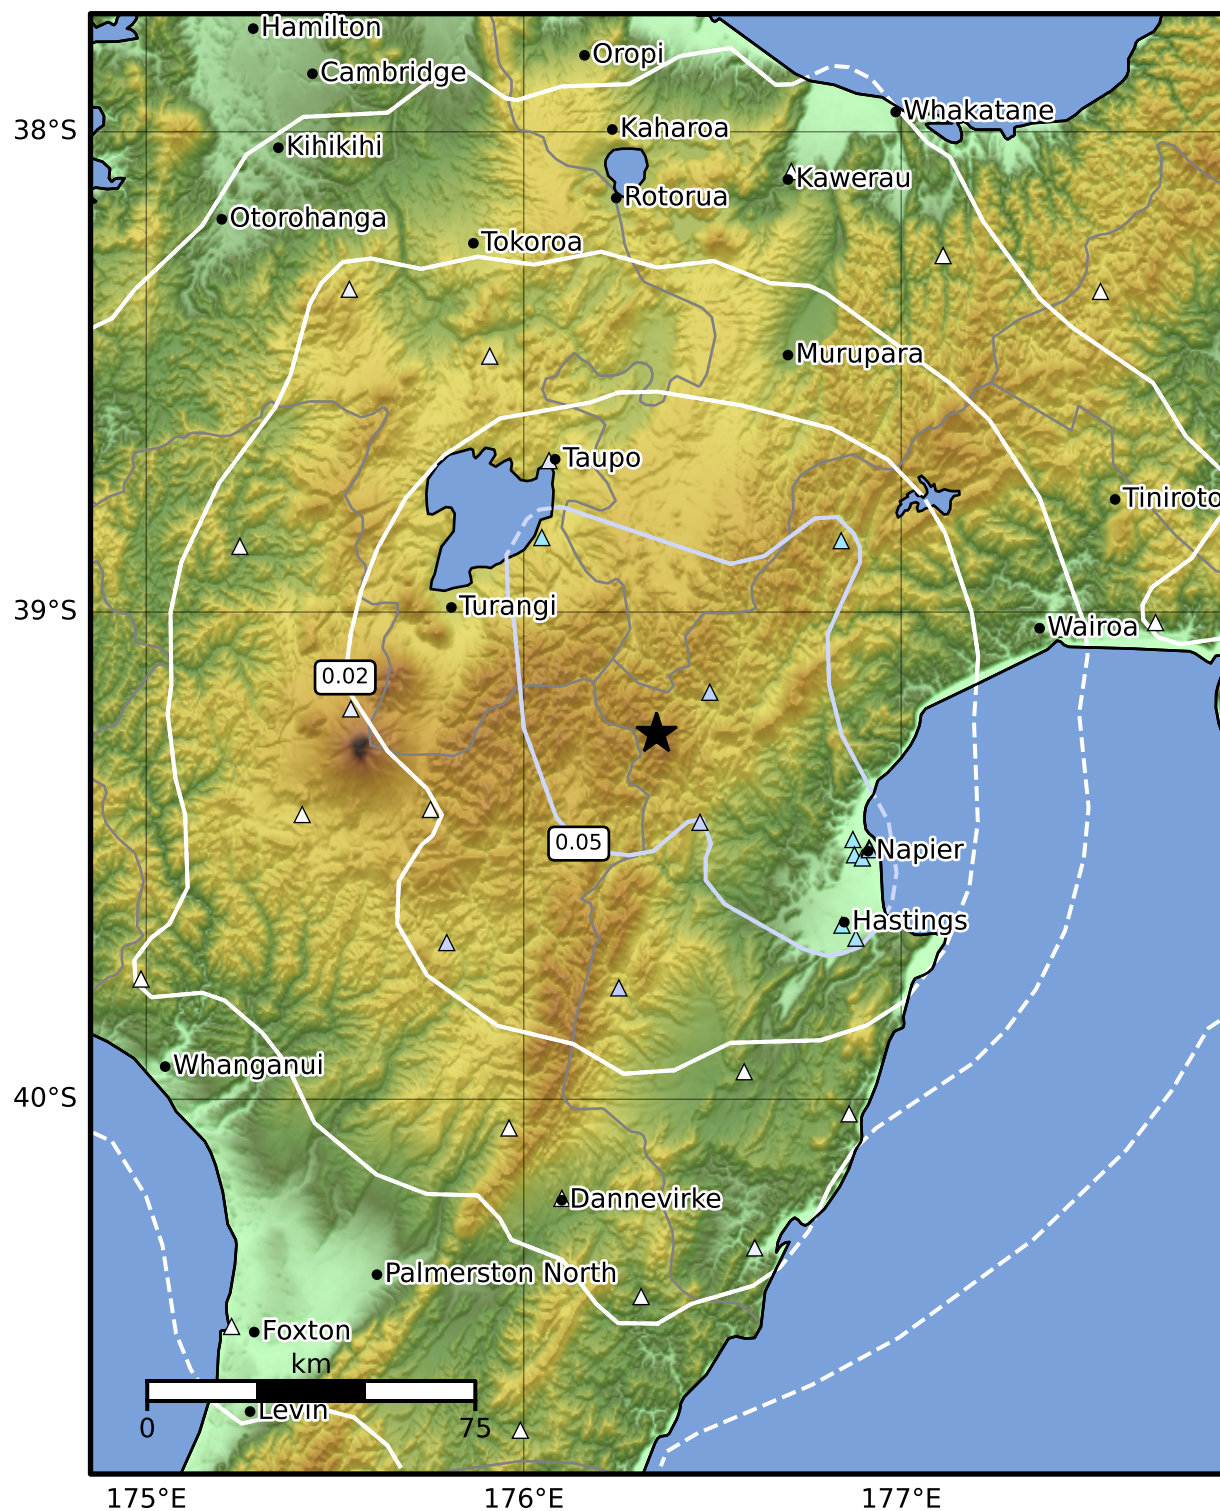 Hamilton
Oropi
Cambridge
Whakatane
38°S
Kaharoa
Kihikihi
Kawerau
Rotorua
Otorohanga
Tokoroa
Murupara
Taupo
Tiniroto
39°S
Turangi
Wairoa
0.02
0.05
Napier
Hastings
Whanganui
40°S
Dannevirke
Palmerston North
Foxton
km
Levin
0
75
175°E
176°E
177°E